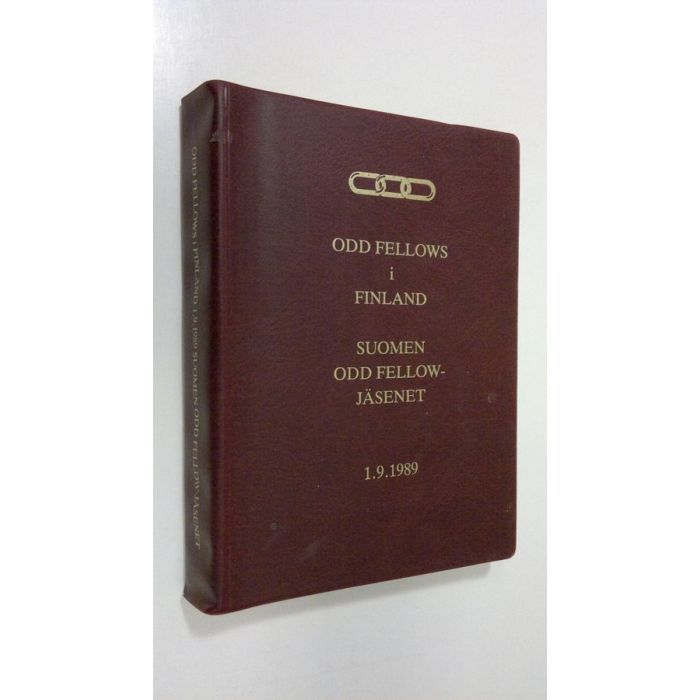 ODD FELLOWS
i
FINLAND
SUOMEN
ODD FELLOW-
JÄSENET
1.9.1989
ODD FELLOWS i FINLAND 1.9.1989 SUOMEN ODD FELLOW-JÄSENET